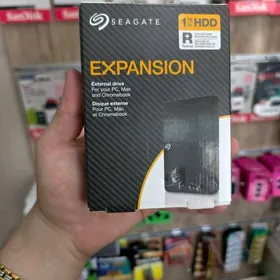 SEAGATE
1TB HDD
R
EXPANSION
External drive
For your PC, Mac
and Chromebook
Disque externe
Pour PC, Mac
et Chromebook
SanDisk